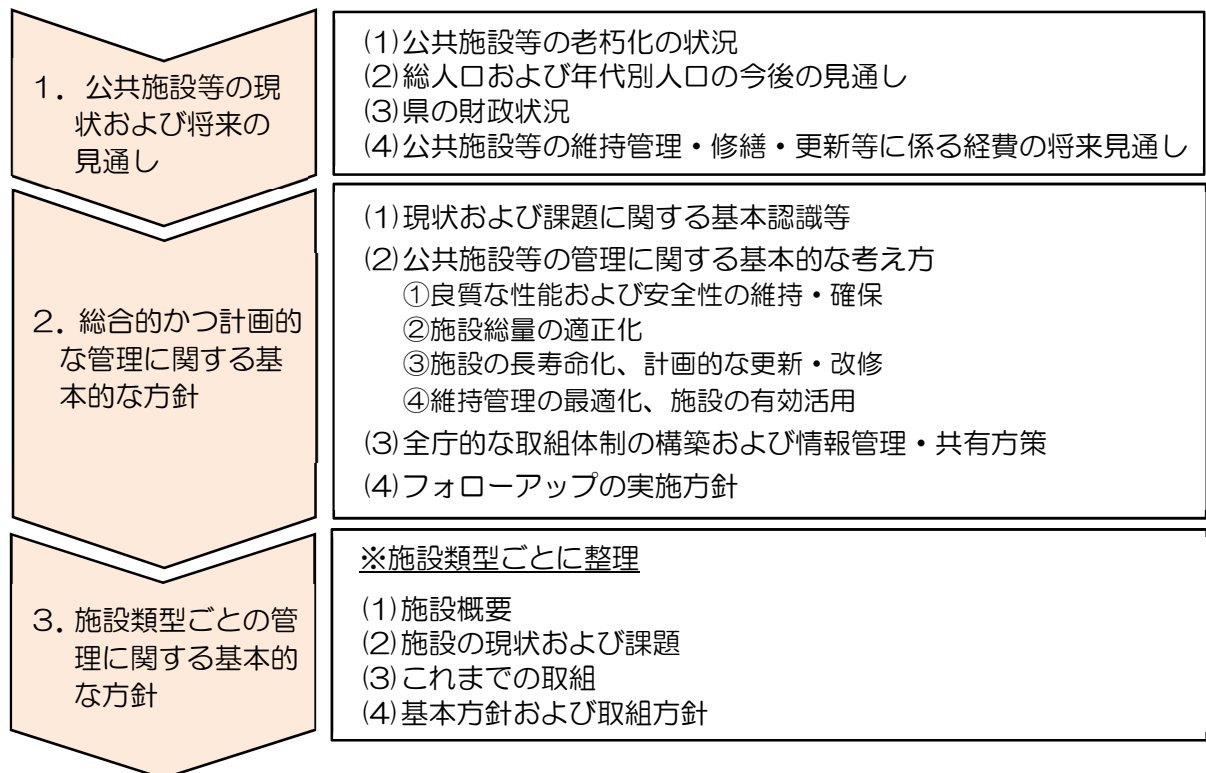 1．公共施設等の現
状および将来の
見通し
(1)公共施設等の老朽化の状況
(2)総人口および年代別人口の今後の見通し
(3)県の財政状況
(4)公共施設等の維持管理・修繕・更新等に係る経費の将来見通し
2．総合的かつ計画的
な管理に関する基
本的な方針
(1)現状および課題に関する基本認識等
(2)公共施設等の管理に関する基本的な考え方
①良質な性能および安全性の維持・確保
②施設総量の適正化
③施設の長寿命化、計画的な更新・改修
④維持管理の最適化、施設の有効活用
(3)全庁的な取組体制の構築および情報管理・共有方策
(4)フォローアップの実施方針
3．施設類型ごとの管
理に関する基本的
な方針
※施設類型ごとに整理
(1)施設概要
(2)施設の現状および課題
(3)これまでの取組
(4)基本方針および取組方針